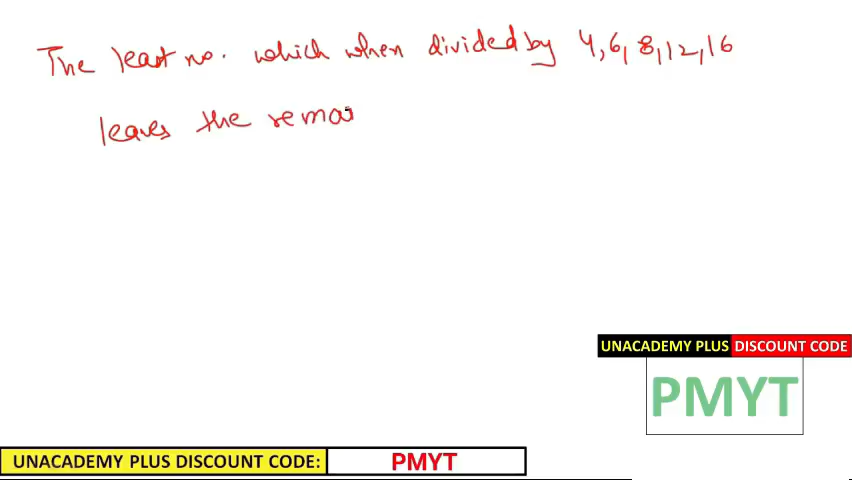 The least no. which when divided by 4, 6, 8, 12, 16
leaves the remai
UNACADEMY PLUS DISCOUNT CODE
PMYT
UNACADEMY PLUS DISCOUNT CODE: PMYT